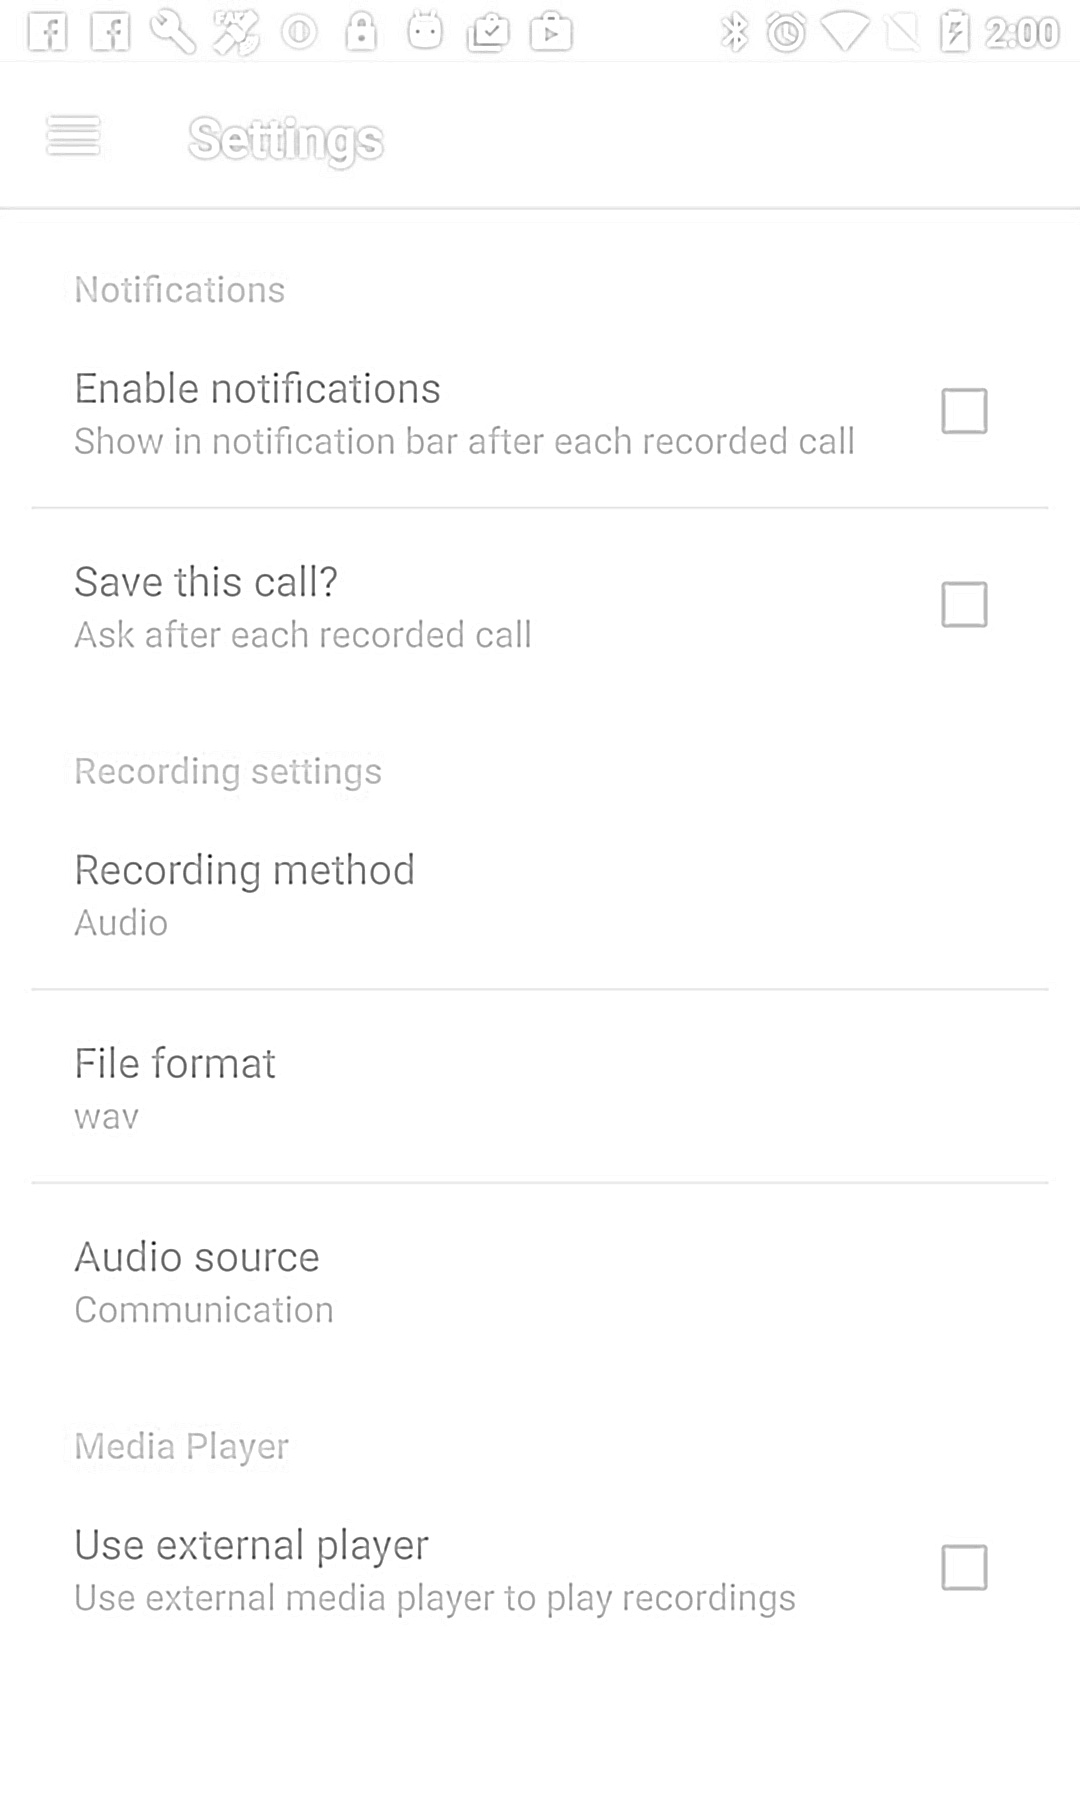 2:00
Settings
Notifications
Enable notifications
Show in notification bar after each recorded call
Save this call?
Ask after each recorded call
Recording settings
Recording method
Audio
File format
wav
Audio source
Communication
Media Player
Use external player
Use external media player to play recordings